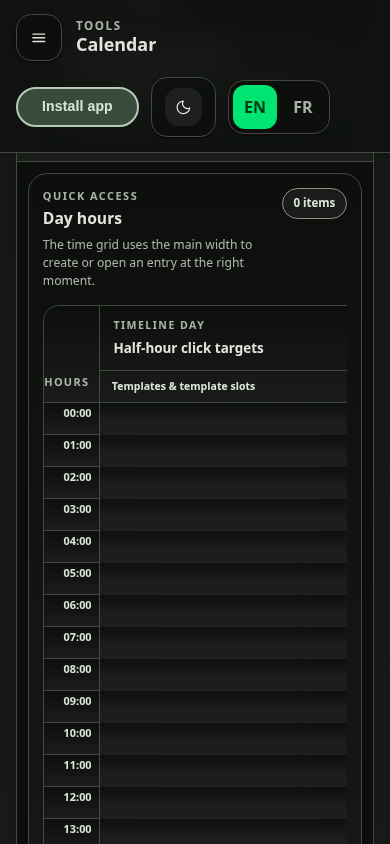 TOOLS
Calendar
Install app
EN
FR
QUICK ACCESS
Day hours
0 items
The time grid uses the main width to
create or open an entry at the right
moment.
TIMELINE DAY
Half-hour click targets
HOURS
Templates & template slots
00:00
01:00
02:00
03:00
04:00
05:00
06:00
07:00
08:00
09:00
10:00
11:00
12:00
13:00